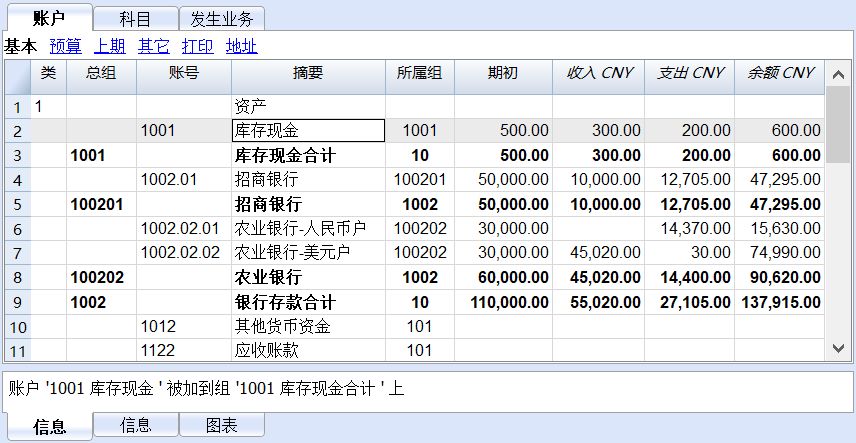 账户 科目 发生业务
基本 预算 上期 其它 打印 地址
类 总组 账号 摘要 所属组 期初 收入 CNY 支出 CNY 余额 CNY
1 1 资产
2 1001 库存现金 1001 500.00 300.00 200.00 600.00
3 1001 库存现金合计 10 500.00 300.00 200.00 600.00
4 1002.01 招商银行 100201 50,000.00 10,000.00 12,705.00 47,295.00
5 100201 招商银行 1002 50,000.00 10,000.00 12,705.00 47,295.00
6 1002.02.01 农业银行-人民币户 100202 30,000.00 14,370.00 15,630.00
7 1002.02.02 农业银行-美元户 100202 30,000.00 45,020.00 30.00 74,990.00
8 100202 农业银行 1002 60,000.00 45,020.00 14,400.00 90,620.00
9 1002 银行存款合计 10 110,000.00 55,020.00 27,105.00 137,915.00
10 1012 其他货币资金 101
11 1122 应收账款 101
账户 '1001 库存现金 ' 被加到组 '1001 库存现金合计 ' 上
信息 信息 图表